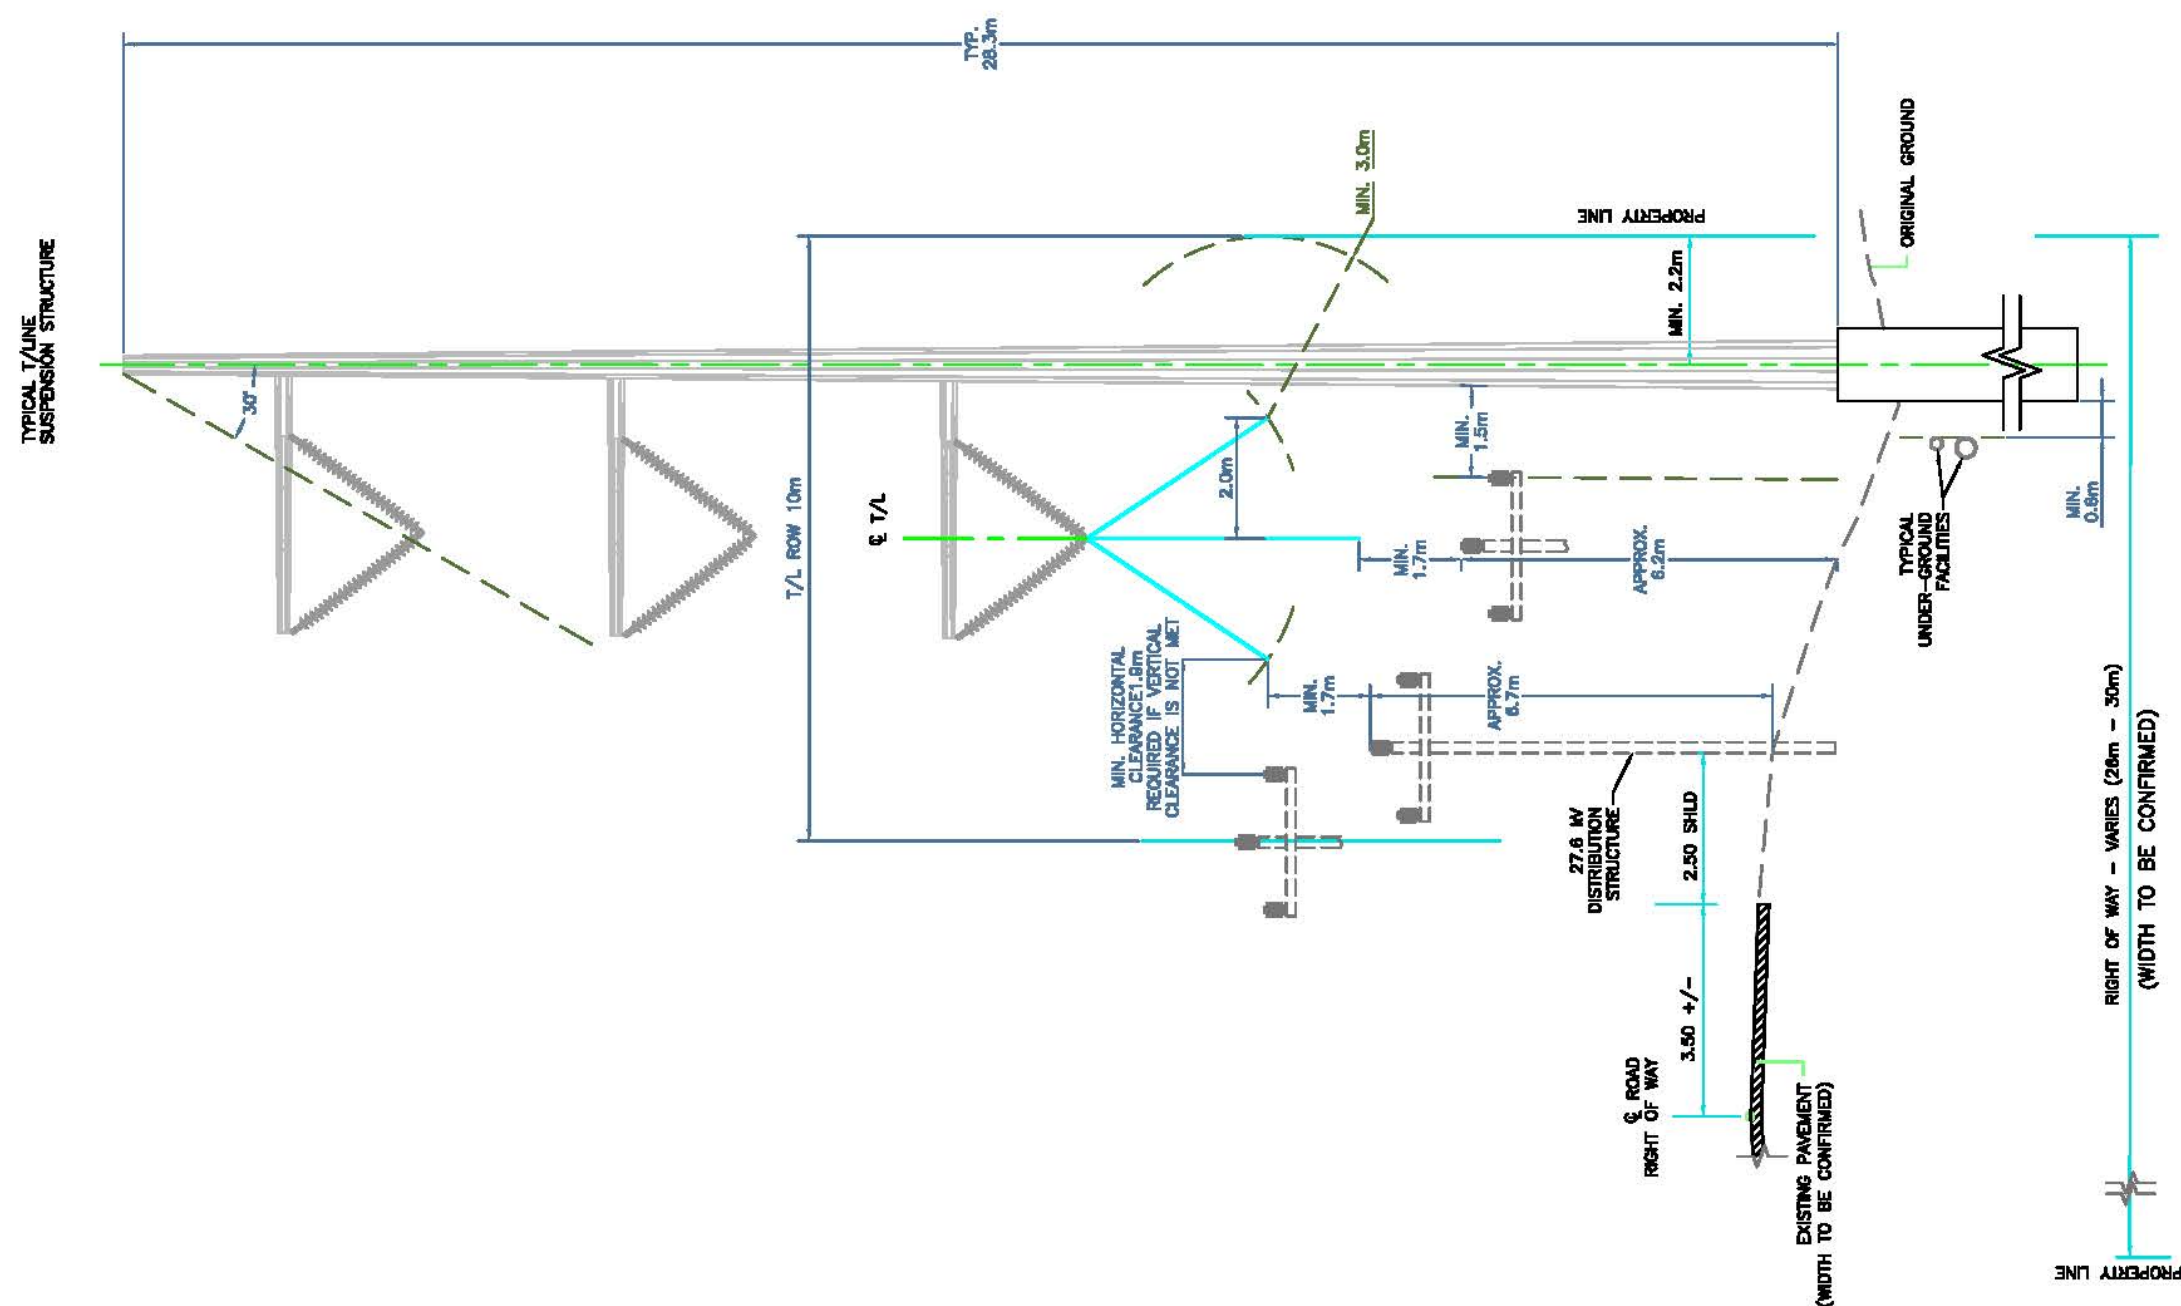 TYPICAL T/LINE
SUSPENSION STRUCTURE
TYP.
28.3m
30°
T/L ROW 10m
℄ T/L
MIN. 3.0m
PROPERTY LINE
MIN. 2.2m
ORIGINAL GROUND
2.0m
MIN.
1.5m
MIN.
1.7m
APPROX.
6.2m
MIN. HORIZONTAL
CLEARANCE1.8m
REQUIRED IF VERTICAL
CLEARANCE IS NOT MET
MIN.
1.7m
APPROX.
6.7m
TYPICAL
UNDER-GROUND
FACILITIES
MIN.
0.6m
27.6 kV
DISTRIBUTION
STRUCTURE
2.50 SHLD
3.50 +/-
℄ ROAD
RIGHT OF WAY
EXISTING PAVEMENT
(WIDTH TO BE CONFIRMED)
RIGHT OF WAY - VARIES (26m - 30m)
(WIDTH TO BE CONFIRMED)
PROPERTY LINE